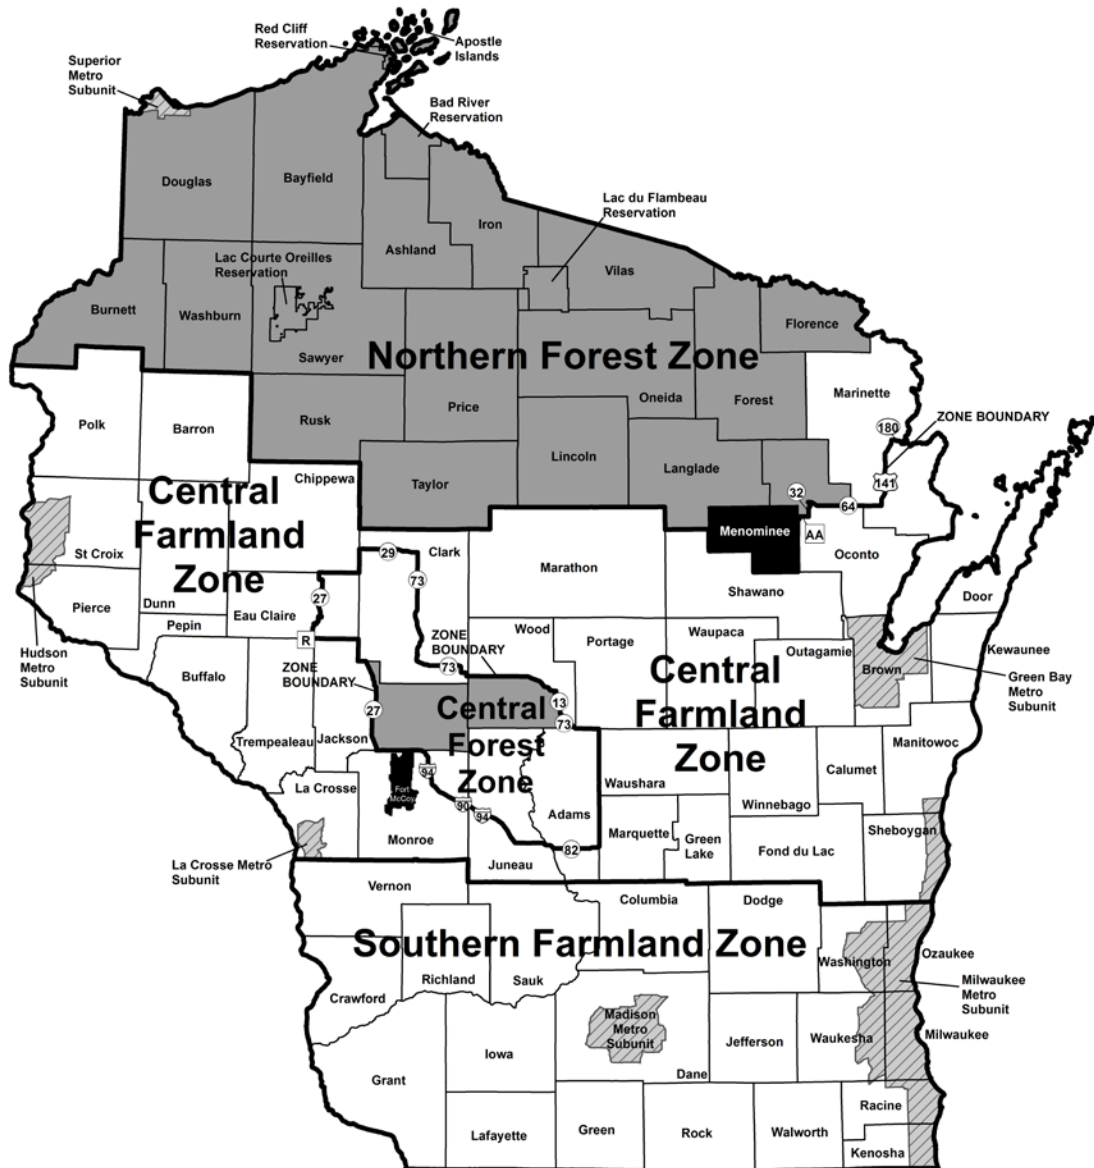 Red Cliff
Reservation
Apostle
Islands
Superior
Metro
Subunit
Bad River
Reservation
Douglas
Bayfield
Lac du Flambeau
Reservation
Iron
Ashland
Lac Courte Oreilles
Reservation
Vilas
Burnett
Washburn
Florence
Sawyer
Northern Forest Zone
Marinette
Oneida
Forest
Price
Rusk
Polk
Barron
180
ZONE BOUNDARY
Lincoln
Langlade
Chippewa
Taylor
141
32
64
Central
Farmland
Zone
Menominee
AA
St Croix
29
Clark
Oconto
Marathon
73
Shawano
27
Door
Pierce
Dunn
Eau Claire
Pepin
Wood
Portage
Waupaca
R
ZONE
BOUNDARY
Outagamie
Kewaunee
Hudson
Metro
Subunit
Buffalo
ZONE
BOUNDARY
73
Brown
Green Bay
Metro
Subunit
Central
Farmland
Zone
27
Central
Forest
Zone
13
73
Trempealeau
Jackson
Manitowoc
94
Calumet
La Crosse
Fort
McCoy
Waushara
90
94
Adams
Winnebago
Marquette
Green
Lake
Sheboygan
Monroe
82
Fond du Lac
La Crosse Metro
Subunit
Juneau
Vernon
Columbia
Dodge
Southern Farmland Zone
Washington
Ozaukee
Richland
Sauk
Milwaukee
Metro
Subunit
Crawford
Madison
Metro
Subunit
Jefferson
Waukesha
Milwaukee
Iowa
Grant
Dane
Racine
Lafayette
Green
Rock
Walworth
Kenosha